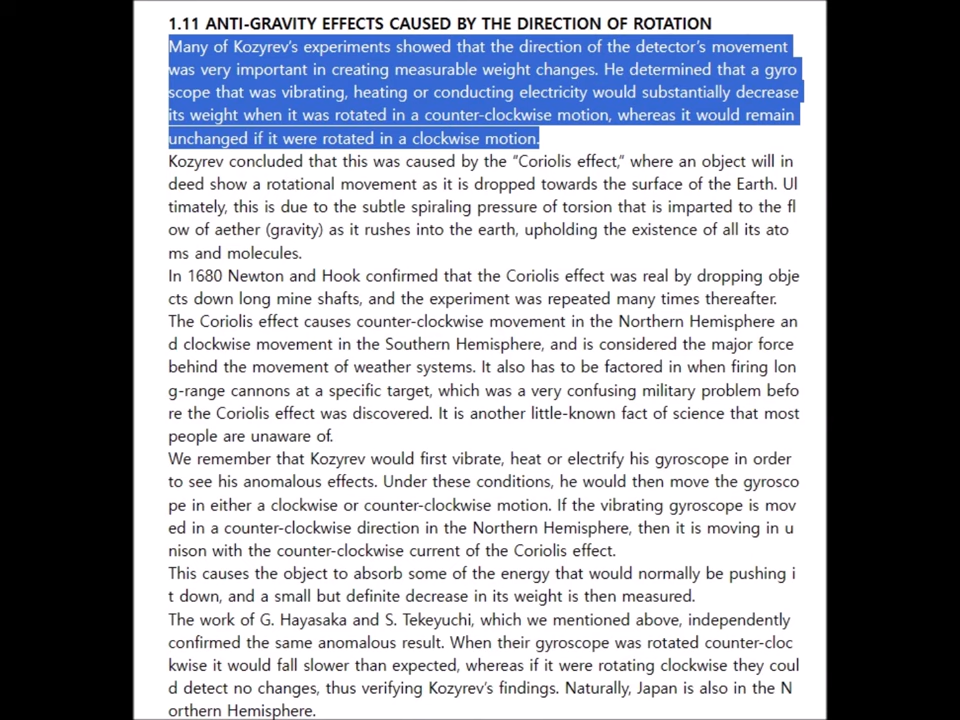 1.11 ANTI-GRAVITY EFFECTS CAUSED BY THE DIRECTION OF ROTATION
Many of Kozyrev's experiments showed that the direction of the detector's movement
was very important in creating measurable weight changes. He determined that a gyro
scope that was vibrating, heating or conducting electricity would substantially decrease
its weight when it was rotated in a counter-clockwise motion, whereas it would remain
unchanged if it were rotated in a clockwise motion.
Kozyrev concluded that this was caused by the “Coriolis effect,” where an object will in
deed show a rotational movement as it is dropped towards the surface of the Earth. Ul
timately, this is due to the subtle spiraling pressure of torsion that is imparted to the fl
ow of aether (gravity) as it rushes into the earth, upholding the existence of all its ato
ms and molecules.
In 1680 Newton and Hook confirmed that the Coriolis effect was real by dropping obje
cts down long mine shafts, and the experiment was repeated many times thereafter.
The Coriolis effect causes counter-clockwise movement in the Northern Hemisphere an
d clockwise movement in the Southern Hemisphere, and is considered the major force
behind the movement of weather systems. It also has to be factored in when firing lon
g-range cannons at a specific target, which was a very confusing military problem befo
re the Coriolis effect was discovered. It is another little-known fact of science that most
people are unaware of.
We remember that Kozyrev would first vibrate, heat or electrify his gyroscope in order
to see his anomalous effects. Under these conditions, he would then move the gyrosco
pe in either a clockwise or counter-clockwise motion. If the vibrating gyroscope is mov
ed in a counter-clockwise direction in the Northern Hemisphere, then it is moving in u
nison with the counter-clockwise current of the Coriolis effect.
This causes the object to absorb some of the energy that would normally be pushing i
t down, and a small but definite decrease in its weight is then measured.
The work of G. Hayasaka and S. Tekeyuchi, which we mentioned above, independently
confirmed the same anomalous result. When their gyroscope was rotated counter-cloc
kwise it would fall slower than expected, whereas if it were rotating clockwise they coul
d detect no changes, thus verifying Kozyrev's findings. Naturally, Japan is also in the N
orthern Hemisphere.